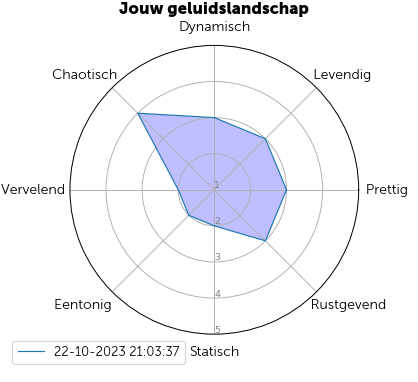 Jouw geluidslandschap
Dynamisch
Chaotisch
Levendig
Vervelend
1
Prettig
2
3
4
Eentonig
Rustgevend
5
22-10-2023 21:03:37
Statisch